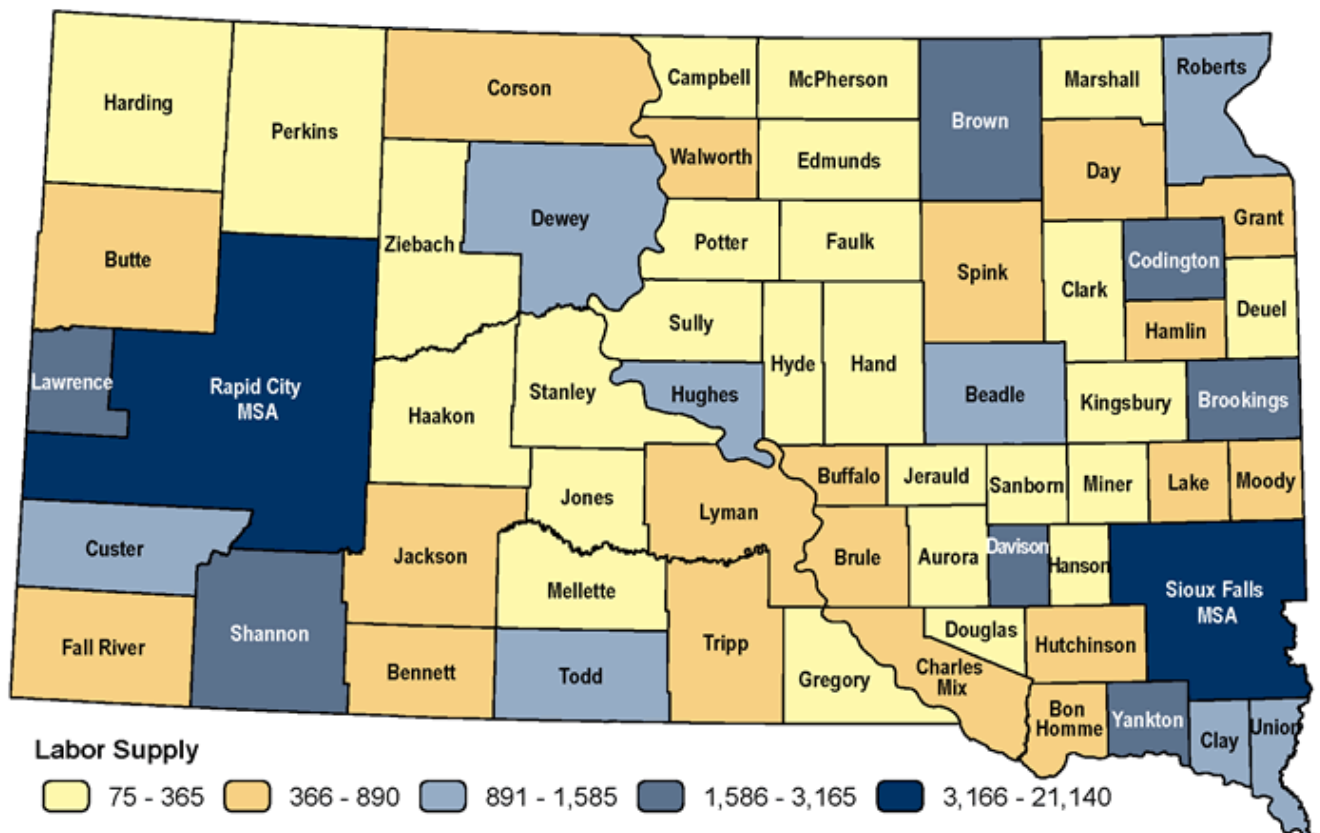 Harding
Perkins
Corson
Campbell
McPherson
Brown
Marshall
Roberts
Walworth
Edmunds
Day
Butte
Ziebach
Dewey
Potter
Faulk
Spink
Clark
Codington
Grant
Deuel
Hamlin
Sully
Hyde
Hand
Lawrence
Rapid City
MSA
Haakon
Stanley
Hughes
Beadle
Kingsbury
Brookings
Jones
Lyman
Buffalo
Jerauld
Sanborn
Miner
Lake
Moody
Custer
Jackson
Mellette
Brule
Aurora
Davison
Hanson
Sioux Falls
MSA
Fall River
Shannon
Bennett
Todd
Tripp
Gregory
Charles
Mix
Douglas
Hutchinson
Bon
Homme
Yankton
Clay
Union
Labor Supply
75 - 365
366 - 890
891 - 1,585
1,586 - 3,165
3,166 - 21,140